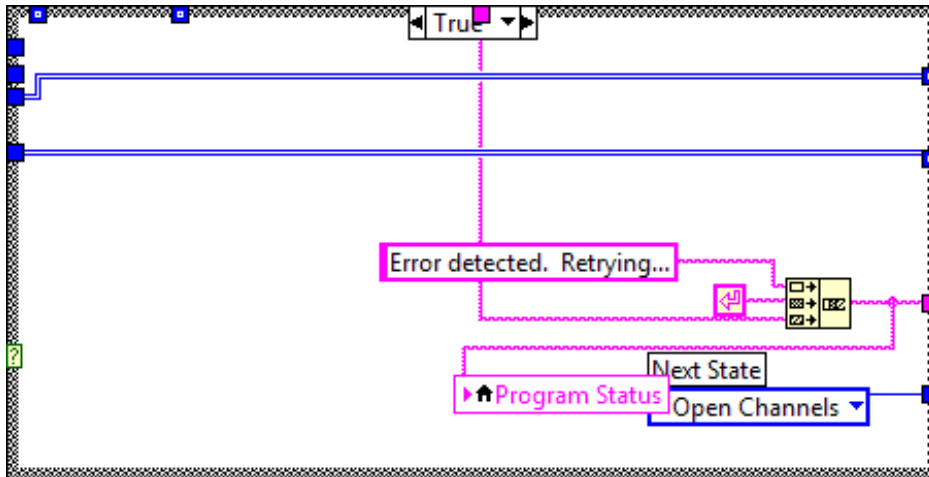 True
Error detected.  Retrying...
Next State
Program Status
Open Channels
?